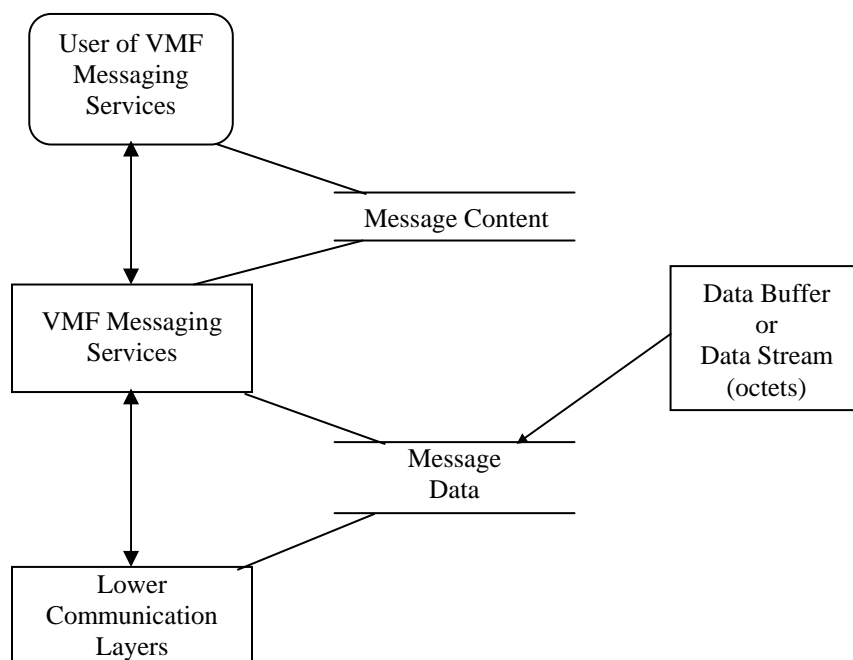 User of VMF
Messaging
Services
Message Content
VMF Messaging
Services
Data Buffer
or
Data Stream
(octets)
Message
Data
Lower
Communication
Layers